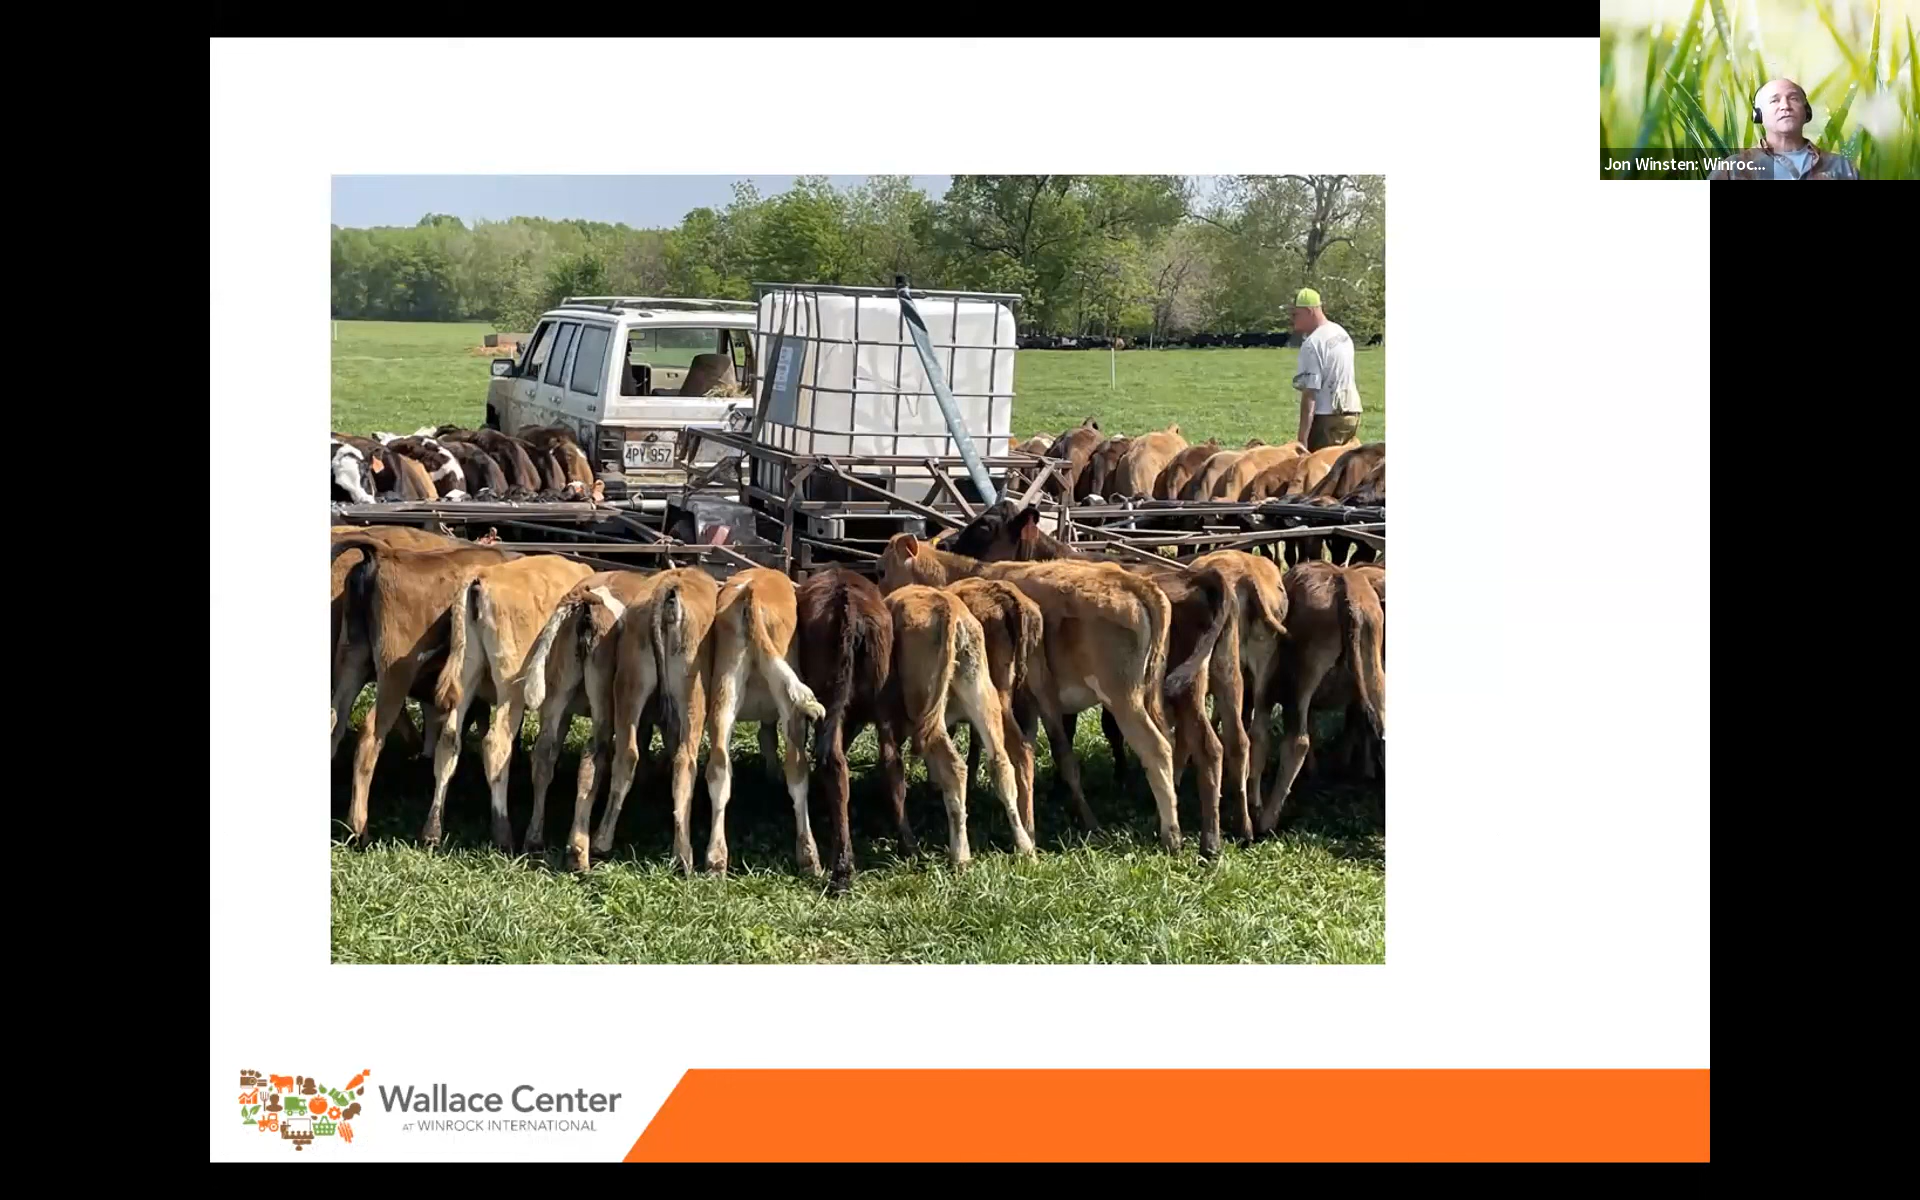 Jon Winsten: Winroc...
4PY 957
Wallace Center
AT WINROCK INTERNATIONAL